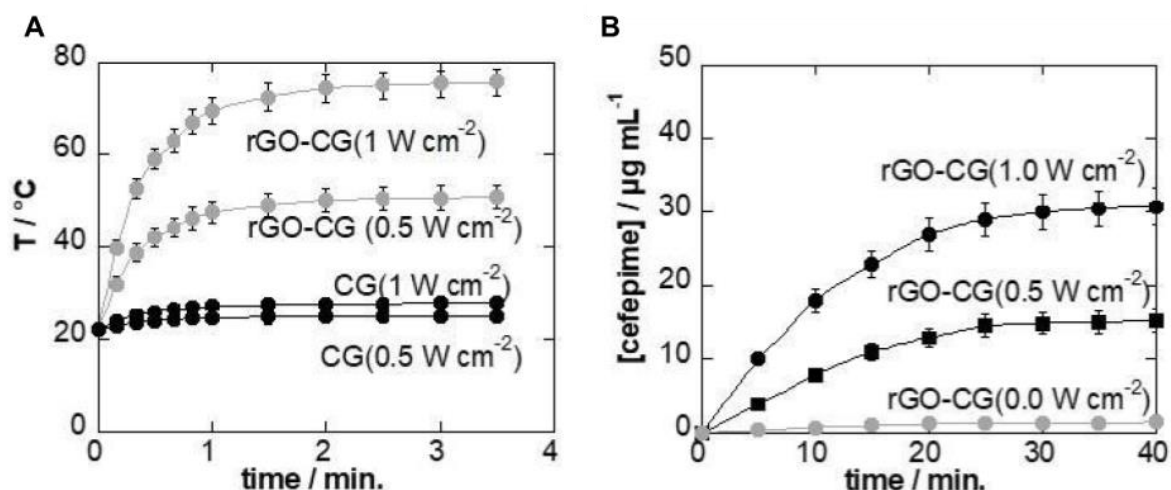 A
80
60
40
20
0
T / °C
rGO-CG(1 W cm⁻²)
rGO-CG (0.5 W cm⁻²)
CG(1 W cm⁻²)
CG(0.5 W cm⁻²)
0 1 2 3 4
time / min.
B
50
40
30
20
10
0
[cefepime] / µg mL⁻¹
rGO-CG(1.0 W cm⁻²)
rGO-CG(0.5 W cm⁻²)
rGO-CG(0.0 W cm⁻²)
0 10 20 30 40
time / min.